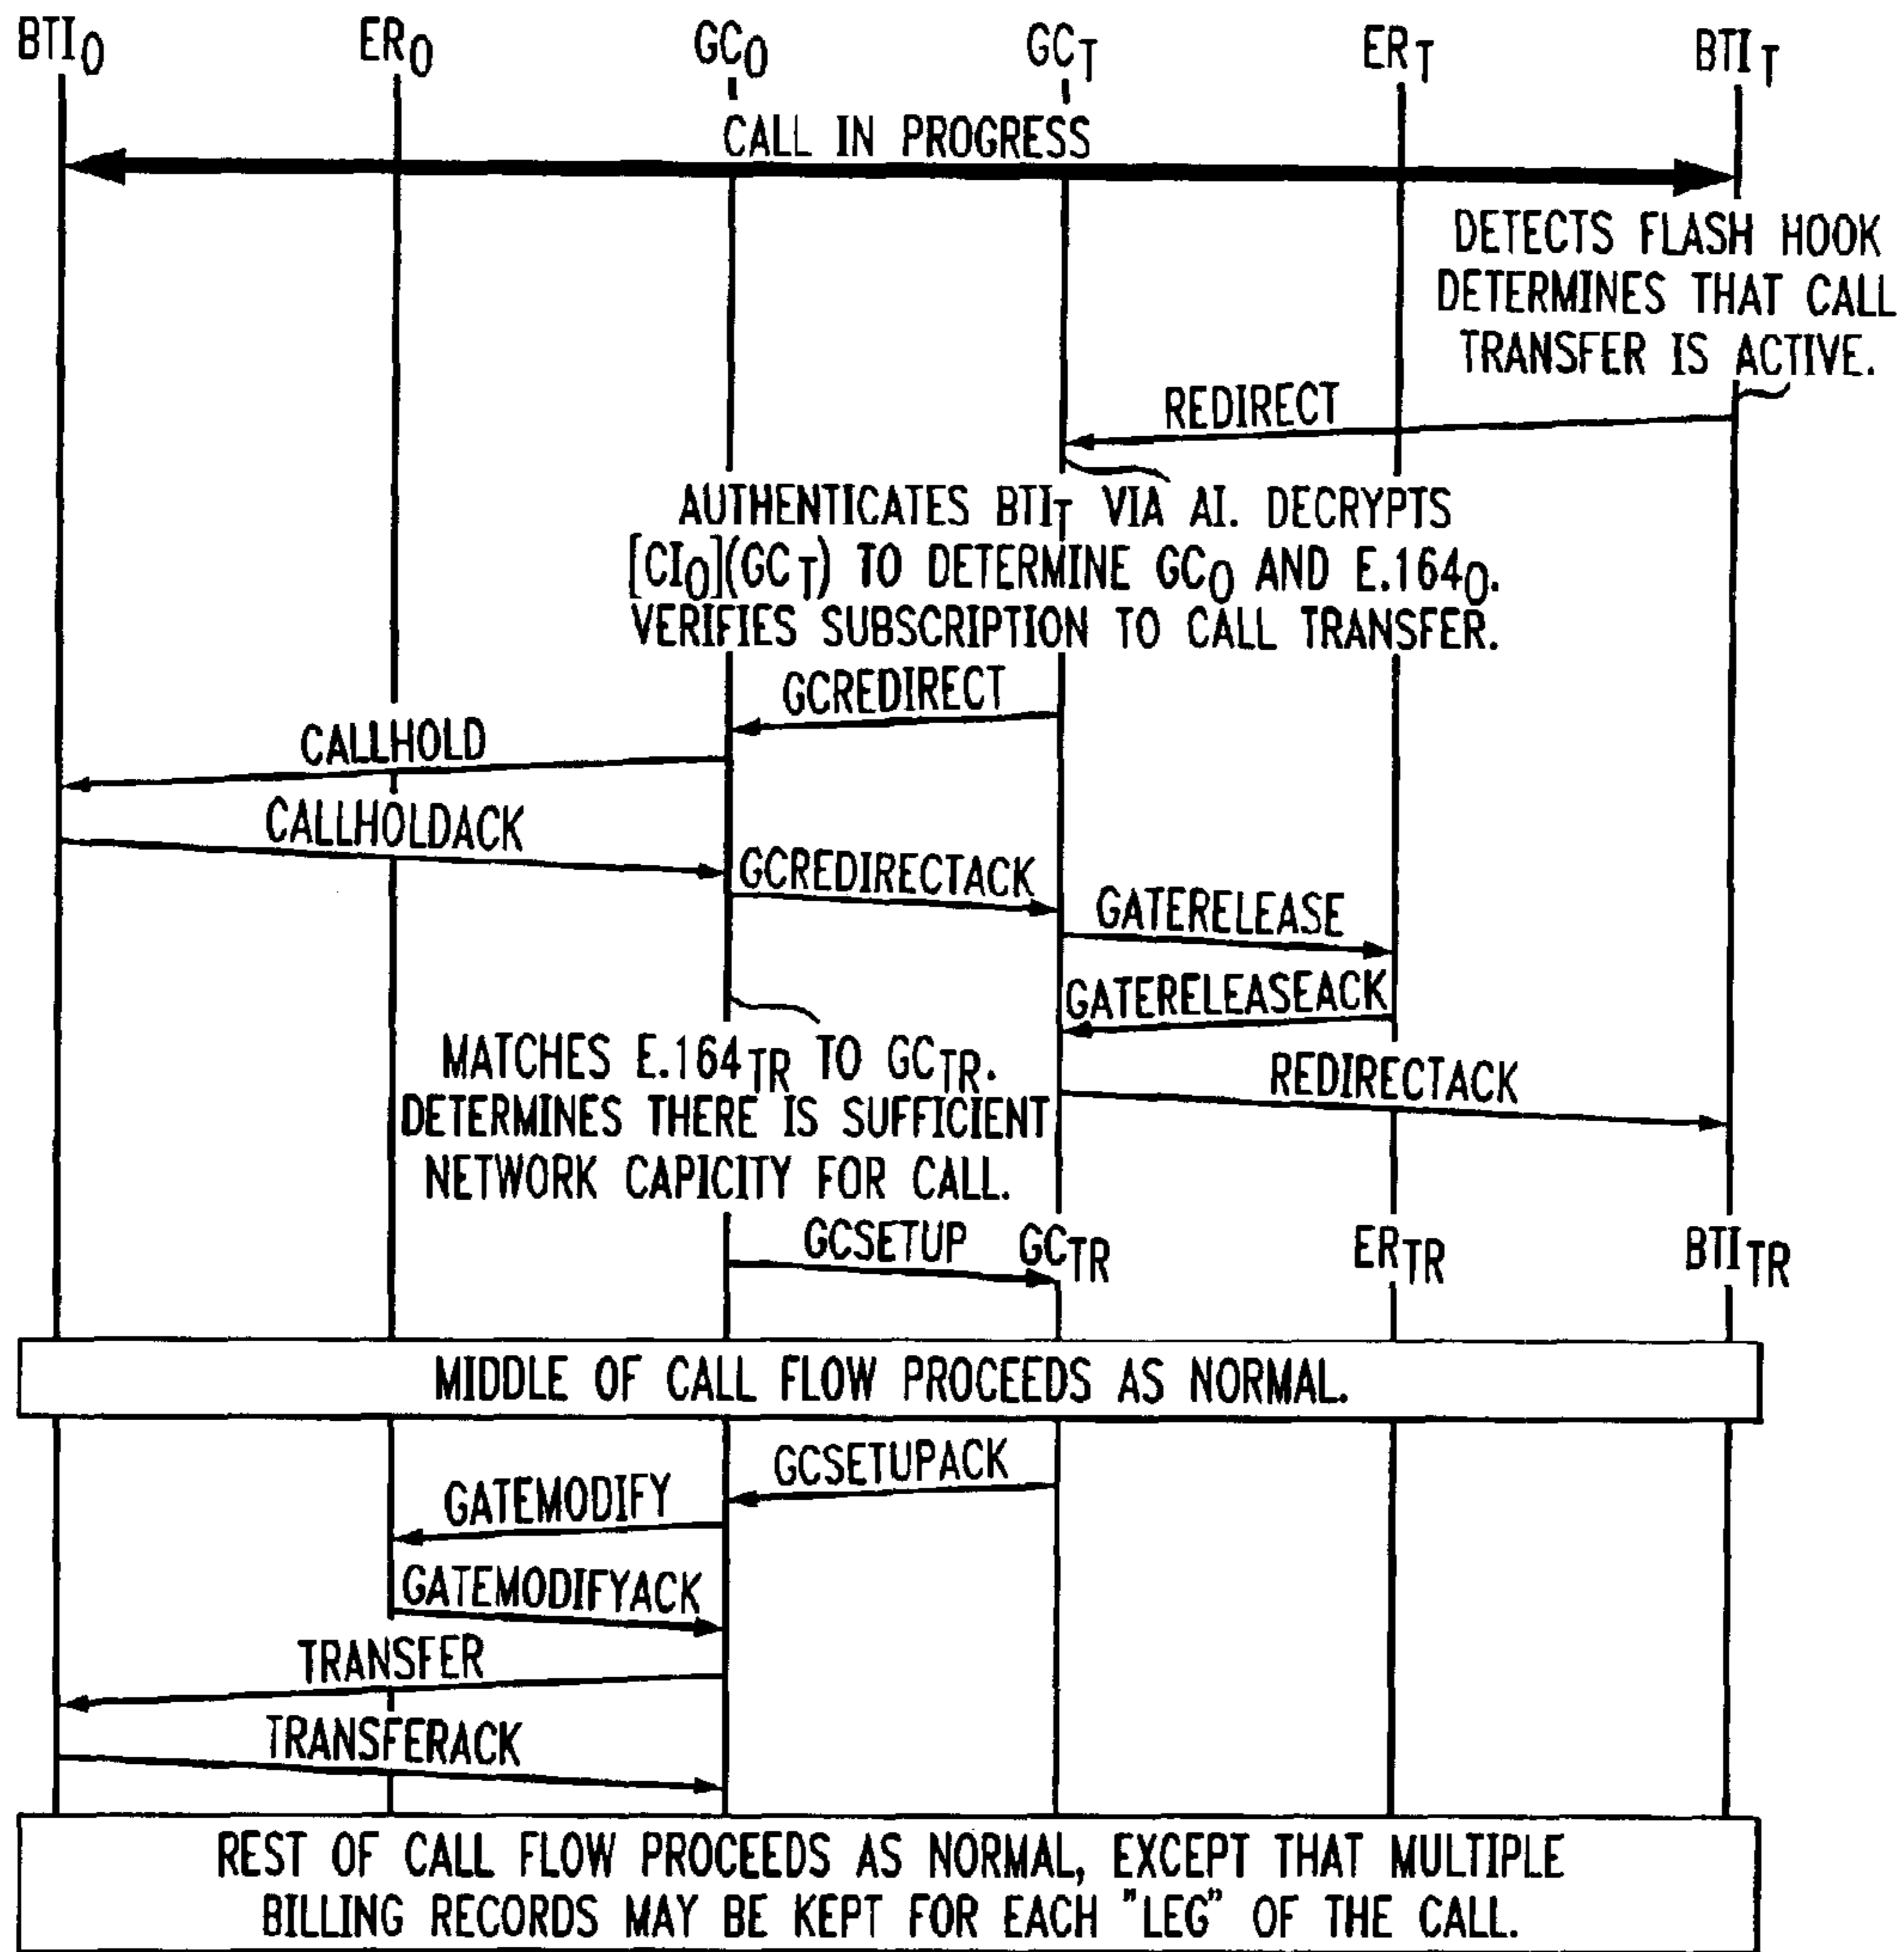 BTIO ERO GCO GCT ERT BTIT
CALL IN PROGRESS
DETECTS FLASH HOOK
DETERMINES THAT CALL
TRANSFER IS ACTIVE.
REDIRECT
AUTHENTICATES BTIT VIA AI. DECRYPTS
[CIO](GCT) TO DETERMINE GCO AND E.164O.
VERIFIES SUBSCRIPTION TO CALL TRANSFER.
GCREDIRECT
CALLHOLD
CALLHOLDACK
GCREDIRECTACK
GATERELEASE
GATERELEASEACK
MATCHES E.164TR TO GCTR.
DETERMINES THERE IS SUFFICIENT
NETWORK CAPICITY FOR CALL.
REDIRECTACK
GCSETUP GCTR ERTR BTITR
MIDDLE OF CALL FLOW PROCEEDS AS NORMAL.
GCSETUPACK
GATEMODIFY
GATEMODIFYACK
TRANSFER
TRANSFERACK
REST OF CALL FLOW PROCEEDS AS NORMAL, EXCEPT THAT MULTIPLE
BILLING RECORDS MAY BE KEPT FOR EACH "LEG" OF THE CALL.